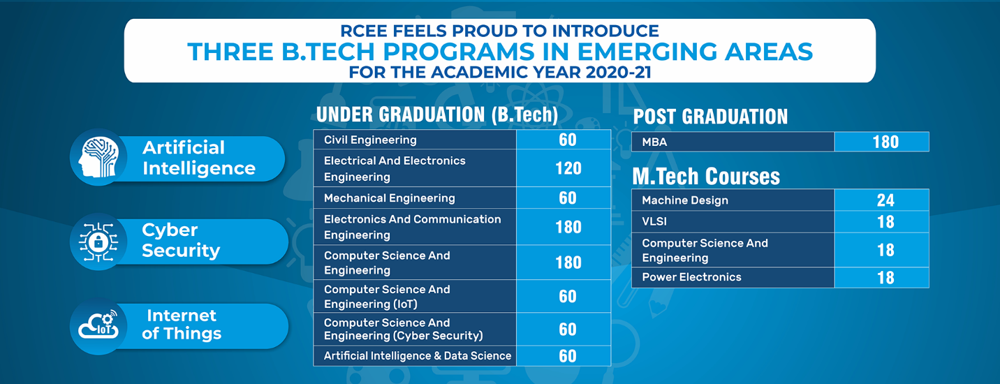 RCEE FEELS PROUD TO INTRODUCE
THREE B.TECH PROGRAMS IN EMERGING AREAS
FOR THE ACADEMIC YEAR 2020-21
Artificial
Intelligence
Cyber
Security
IoT
Internet
of Things
UNDER GRADUATION (B.Tech)
Civil Engineering 60
Electrical And Electronics
Engineering 120
Mechanical Engineering 60
Electronics And Communication
Engineering 180
Computer Science And
Engineering 180
Computer Science And
Engineering (IoT) 60
Computer Science And
Engineering (Cyber Security) 60
Artificial Intelligence & Data Science 60
POST GRADUATION
MBA 180
M.Tech Courses
Machine Design 24
VLSI 18
Computer Science And
Engineering 18
Power Electronics 18